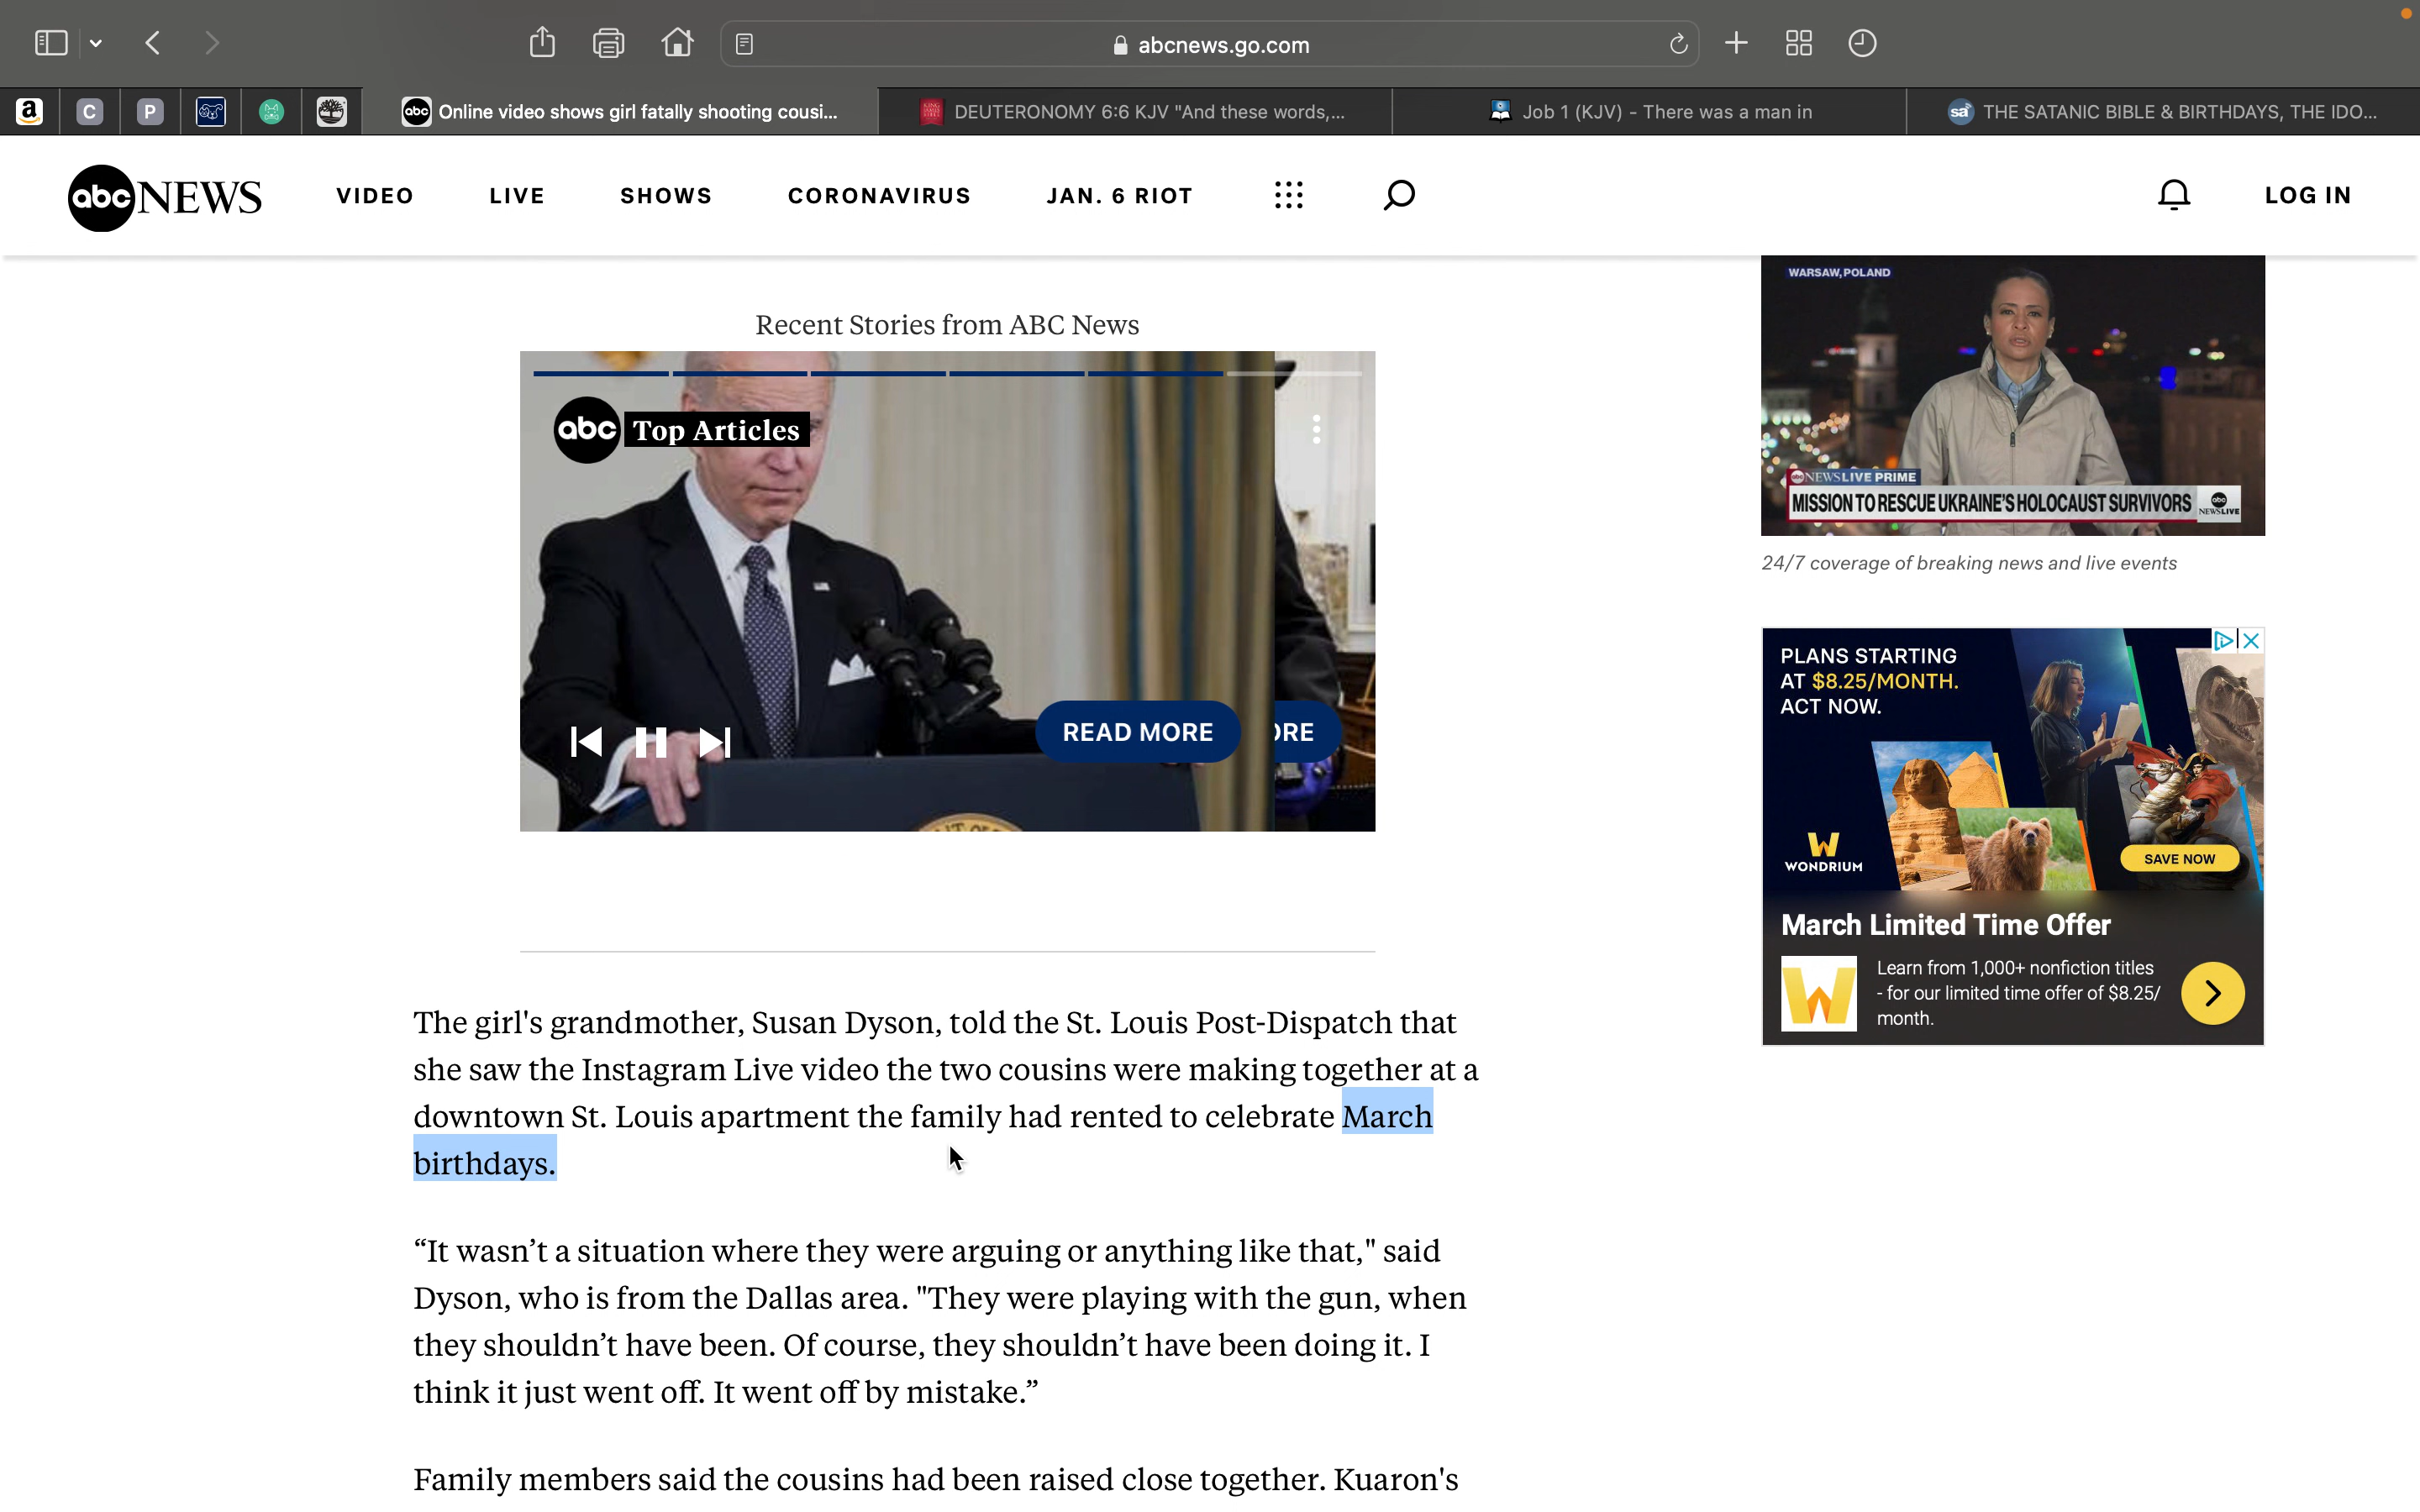 abcnews.go.com
a
C
P
abc
Online video shows girl fatally shooting cousi...
DEUTERONOMY 6:6 KJV "And these words,...
Job 1 (KJV) - There was a man in
sa
THE SATANIC BIBLE & BIRTHDAYS, THE IDO...
abc NEWS
VIDEO
LIVE
SHOWS
CORONAVIRUS
JAN. 6 RIOT
LOG IN
Recent Stories from ABC News
abc Top Articles
READ MORE
ORE
WARSAW, POLAND
abc NEWS LIVE PRIME
MISSION TO RESCUE UKRAINE'S HOLOCAUST SURVIVORS
abc
NEWSLIVE
24/7 coverage of breaking news and live events
PLANS STARTING
AT $8.25/MONTH.
ACT NOW.
WONDRIUM
SAVE NOW
March Limited Time Offer
Learn from 1,000+ nonfiction titles
- for our limited time offer of $8.25/
month.
The girl's grandmother, Susan Dyson, told the St. Louis Post-Dispatch that
she saw the Instagram Live video the two cousins were making together at a
downtown St. Louis apartment the family had rented to celebrate March
birthdays.
“It wasn’t a situation where they were arguing or anything like that," said
Dyson, who is from the Dallas area. "They were playing with the gun, when
they shouldn’t have been. Of course, they shouldn’t have been doing it. I
think it just went off. It went off by mistake.”
Family members said the cousins had been raised close together. Kuaron's